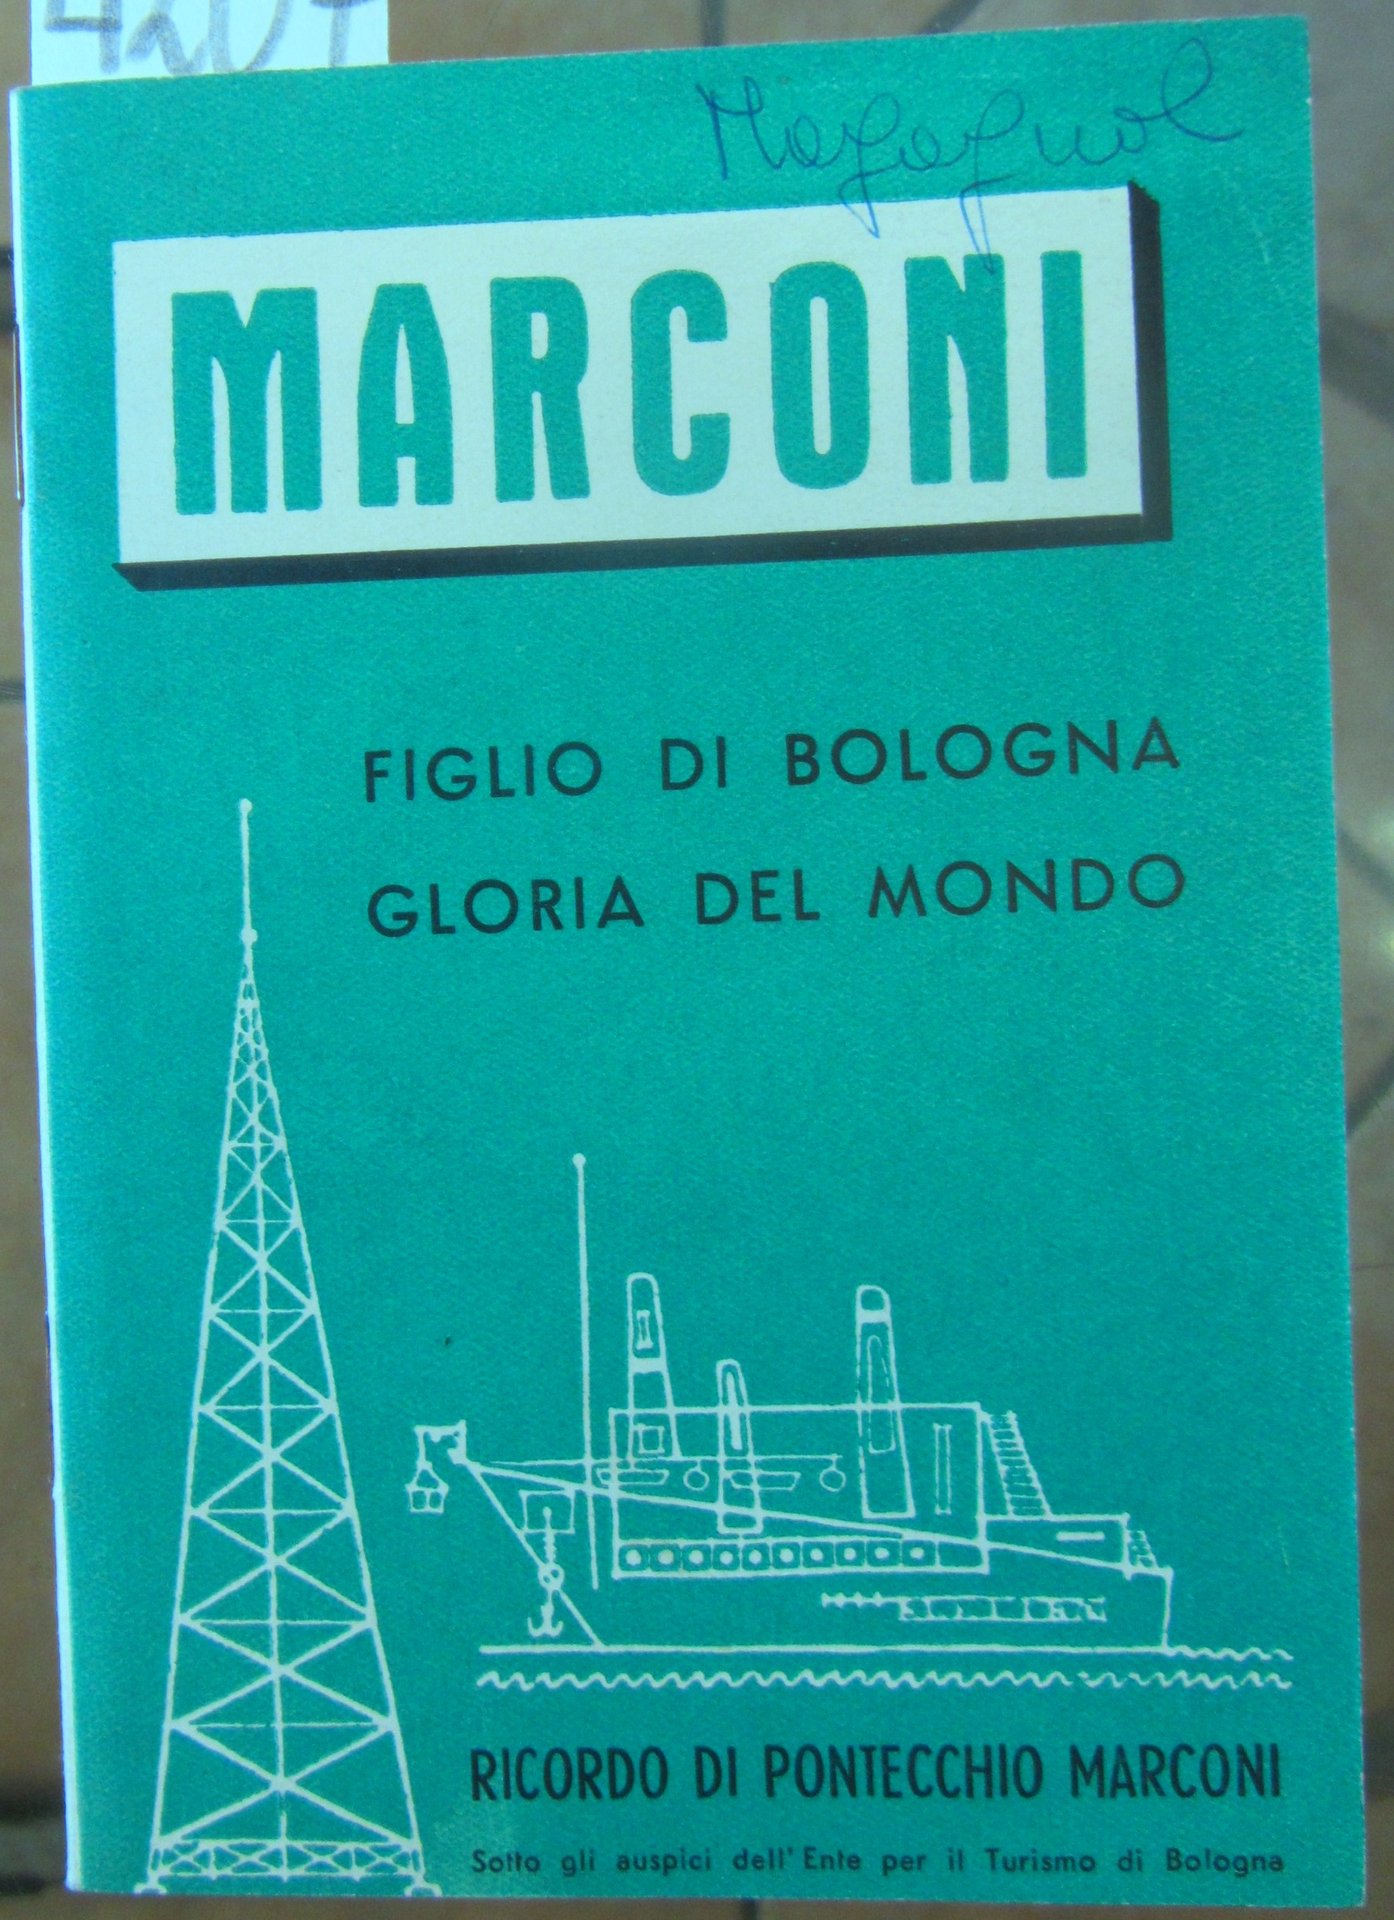 Magagnol
MARCONI
FIGLIO DI BOLOGNA
GLORIA DEL MONDO
RICORDO DI PONTECCHIO MARCONI
Sotto gli auspici dell'Ente per il Turismo di Bologna